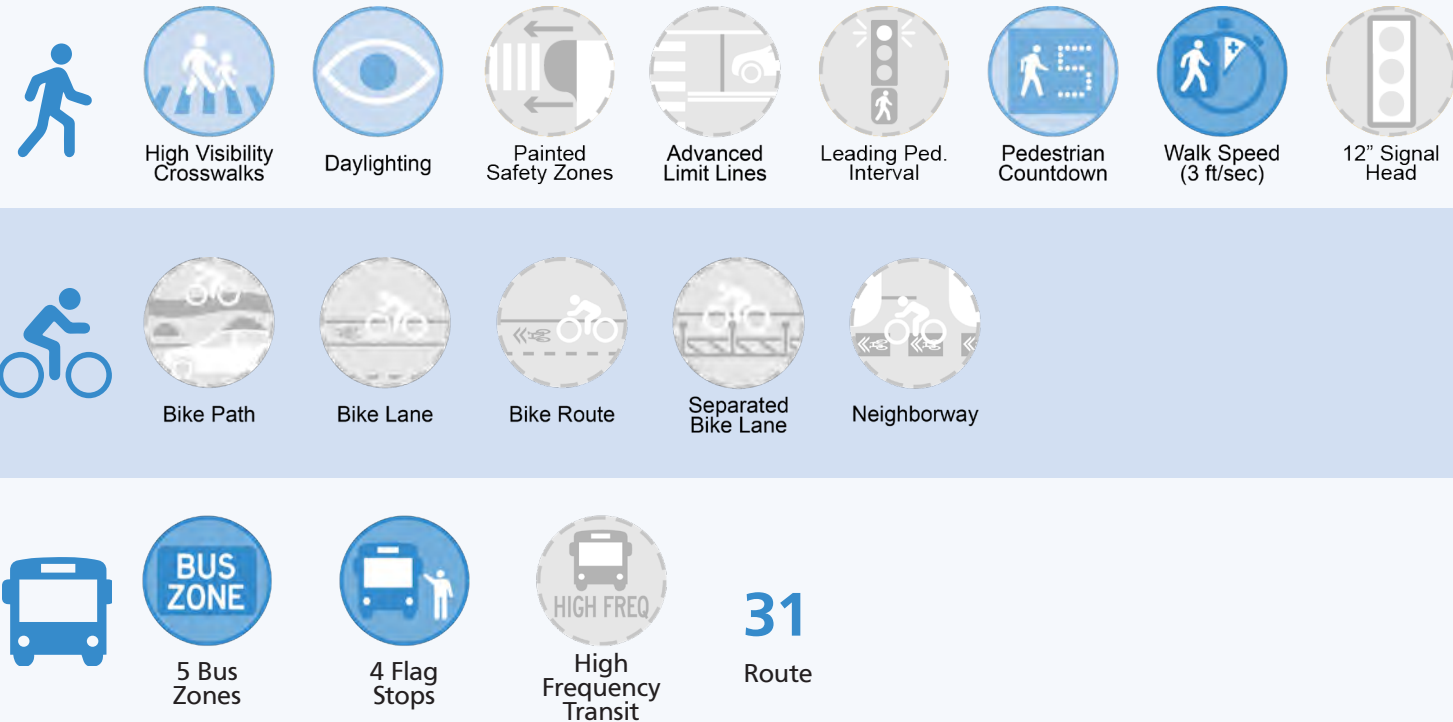 High Visibility
Crosswalks
Daylighting
Painted
Safety Zones
Advanced
Limit Lines
Leading Ped.
Interval
5
Pedestrian
Countdown
Walk Speed
(3 ft/sec)
12” Signal
Head
Bike Path
Bike Lane
Bike Route
Separated
Bike Lane
Neighborway
BUS
ZONE
5 Bus
Zones
4 Flag
Stops
HIGH FREQ
High
Frequency
Transit
31
Route